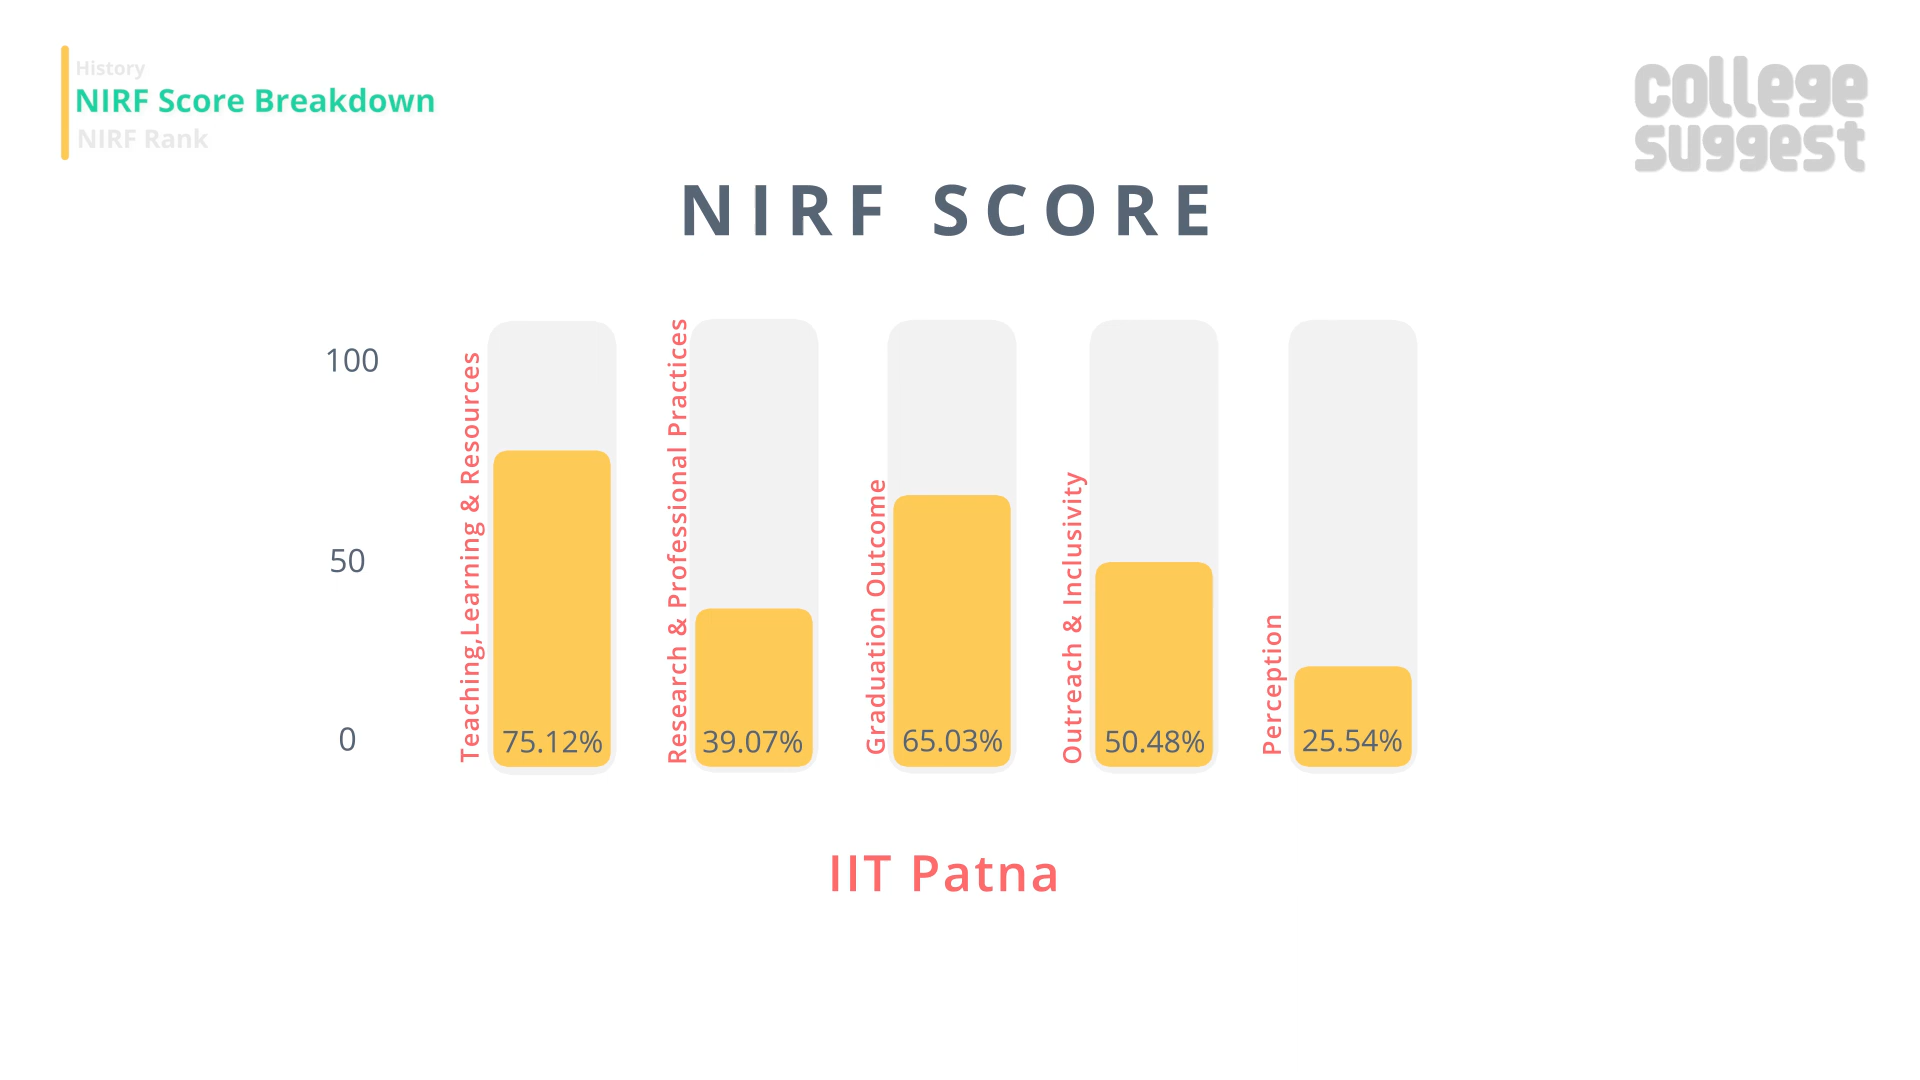 History
NIRF Score Breakdown
NIRF Rank
college
suggest
NIRF SCORE
100
50
0
Teaching,Learning & Resources
75.12%
Research & Professional Practices
39.07%
Graduation Outcome
65.03%
Outreach & Inclusivity
50.48%
Perception
25.54%
IIT Patna